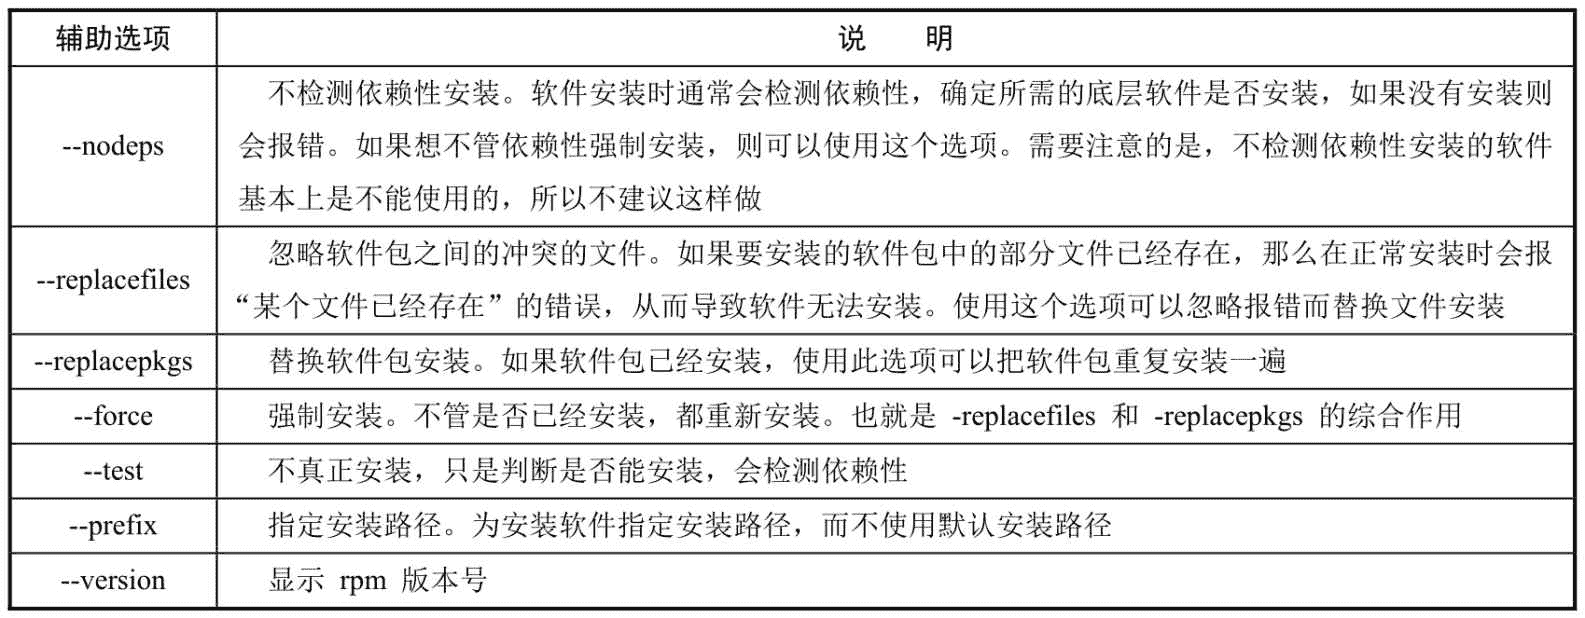 辅助选项 说 明
不检测依赖性安装。软件安装时通常会检测依赖性，确定所需的底层软件是否安装，如果没有安装则
--nodeps 会报错。如果想不管依赖性强制安装，则可以使用这个选项。需要注意的是，不检测依赖性安装的软件
基本上是不能使用的，所以不建议这样做
忽略软件包之间的冲突的文件。如果要安装的软件包中的部分文件已经存在，那么在正常安装时会报
--replacefiles
“某个文件已经存在”的错误，从而导致软件无法安装。使用这个选项可以忽略报错而替换文件安装
--replacepkgs 替换软件包安装。如果软件包已经安装，使用此选项可以把软件包重复安装一遍
--force 强制安装。不管是否已经安装，都重新安装。也就是 -replacefiles 和 -replacepkgs 的综合作用
--test 不真正安装，只是判断是否能安装，会检测依赖性
--prefix 指定安装路径。为安装软件指定安装路径，而不使用默认安装路径
--version 显示 rpm 版本号